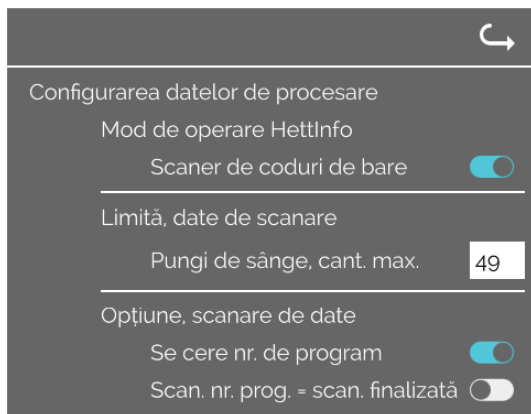 Configurarea datelor de procesare
Mod de operare HettInfo
Scaner de coduri de bare
Limită, date de scanare
Pungi de sânge, cant. max. 49
Opțiune, scanare de date
Se cere nr. de program
Scan. nr. prog. = scan. finalizată